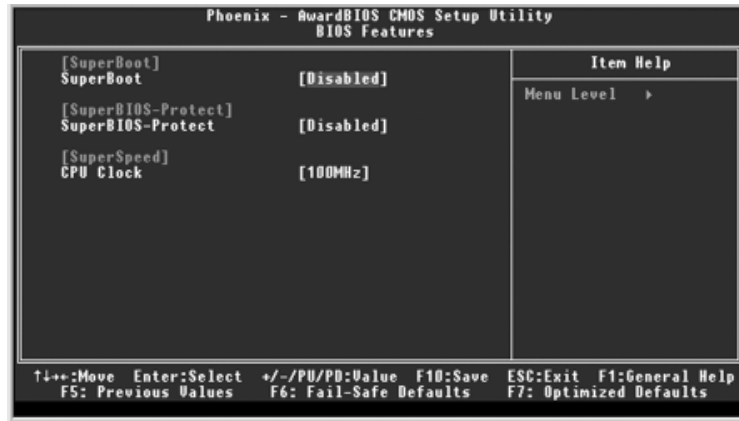 Phoenix - AwardBIOS CMOS Setup Utility
BIOS Features
[SuperBoot]
SuperBoot [Disabled]
[SuperBIOS-Protect]
SuperBIOS-Protect [Disabled]
[SuperSpeed]
CPU Clock [100MHz]
Item Help
Menu Level ▸
↑↓→←:Move Enter:Select +/-/PU/PD:Value F10:Save ESC:Exit F1:General Help
F5: Previous Values F6: Fail-Safe Defaults F7: Optimized Defaults